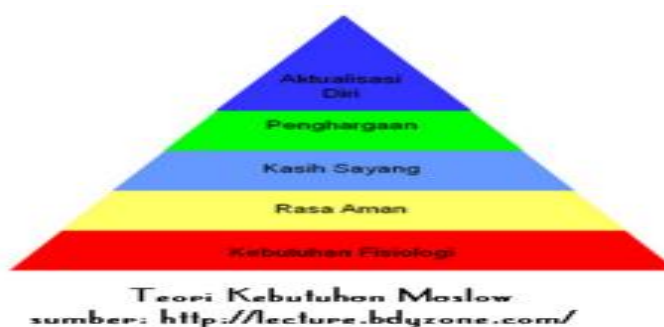 Aktualisasi
Diri
Penghargaan
Kasih Sayang
Rasa Aman
Kebutuhan Fisiologi
Teori Kebutuhan Maslow
sumber: http://lecture.bdyzone.com/